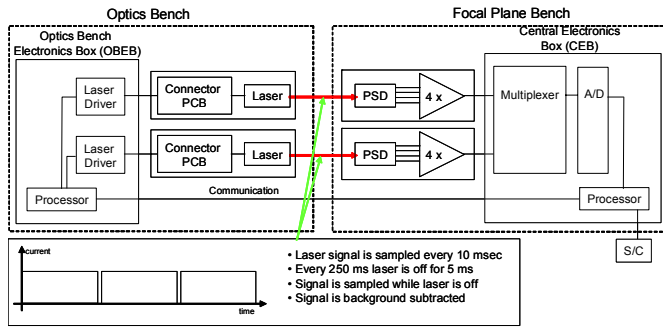 Optics Bench
Focal Plane Bench
Optics Bench
Electronics Box (OBEB)
Central Electronics
Box (CEB)
Laser
Driver
Connector
PCB
Laser
PSD
4 x
Multiplexer
A/D
Laser
Driver
Connector
PCB
Laser
PSD
4 x
Processor
Communication
Processor
S/C
current
time
• Laser signal is sampled every 10 msec
• Every 250 ms laser is off for 5 ms
• Signal is sampled while laser is off
• Signal is background subtracted